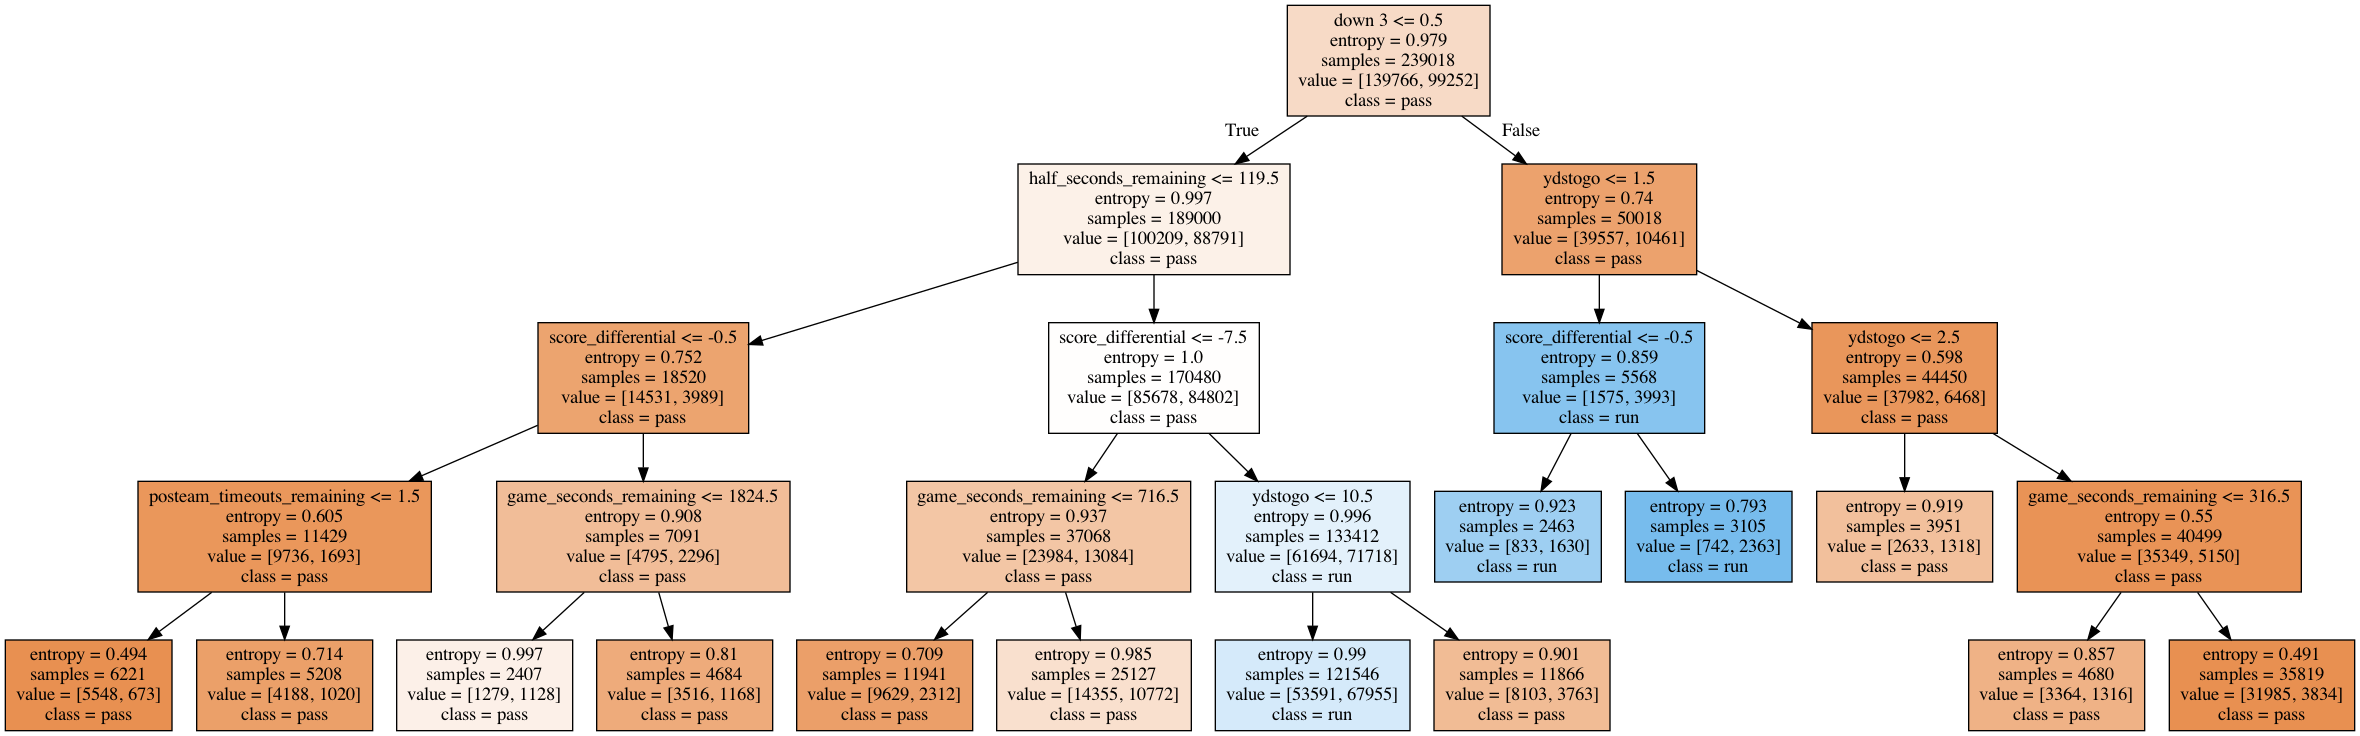 down 3 <= 0.5
entropy = 0.979
samples = 239018
value = [139766, 99252]
class = pass
True
False
half_seconds_remaining <= 119.5
entropy = 0.997
samples = 189000
value = [100209, 88791]
class = pass
ydstogo <= 1.5
entropy = 0.74
samples = 50018
value = [39557, 10461]
class = pass
score_differential <= -0.5
entropy = 0.752
samples = 18520
value = [14531, 3989]
class = pass
score_differential <= -7.5
entropy = 1.0
samples = 170480
value = [85678, 84802]
class = pass
score_differential <= -0.5
entropy = 0.859
samples = 5568
value = [1575, 3993]
class = run
ydstogo <= 2.5
entropy = 0.598
samples = 44450
value = [37982, 6468]
class = pass
posteam_timeouts_remaining <= 1.5
entropy = 0.605
samples = 11429
value = [9736, 1693]
class = pass
game_seconds_remaining <= 1824.5
entropy = 0.908
samples = 7091
value = [4795, 2296]
class = pass
game_seconds_remaining <= 716.5
entropy = 0.937
samples = 37068
value = [23984, 13084]
class = pass
ydstogo <= 10.5
entropy = 0.996
samples = 133412
value = [61694, 71718]
class = run
entropy = 0.923
samples = 2463
value = [833, 1630]
class = run
entropy = 0.793
samples = 3105
value = [742, 2363]
class = run
entropy = 0.919
samples = 3951
value = [2633, 1318]
class = pass
game_seconds_remaining <= 316.5
entropy = 0.55
samples = 40499
value = [35349, 5150]
class = pass
entropy = 0.494
samples = 6221
value = [5548, 673]
class = pass
entropy = 0.714
samples = 5208
value = [4188, 1020]
class = pass
entropy = 0.997
samples = 2407
value = [1279, 1128]
class = pass
entropy = 0.81
samples = 4684
value = [3516, 1168]
class = pass
entropy = 0.709
samples = 11941
value = [9629, 2312]
class = pass
entropy = 0.985
samples = 25127
value = [14355, 10772]
class = pass
entropy = 0.99
samples = 121546
value = [53591, 67955]
class = run
entropy = 0.901
samples = 11866
value = [8103, 3763]
class = pass
entropy = 0.857
samples = 4680
value = [3364, 1316]
class = pass
entropy = 0.491
samples = 35819
value = [31985, 3834]
class = pass